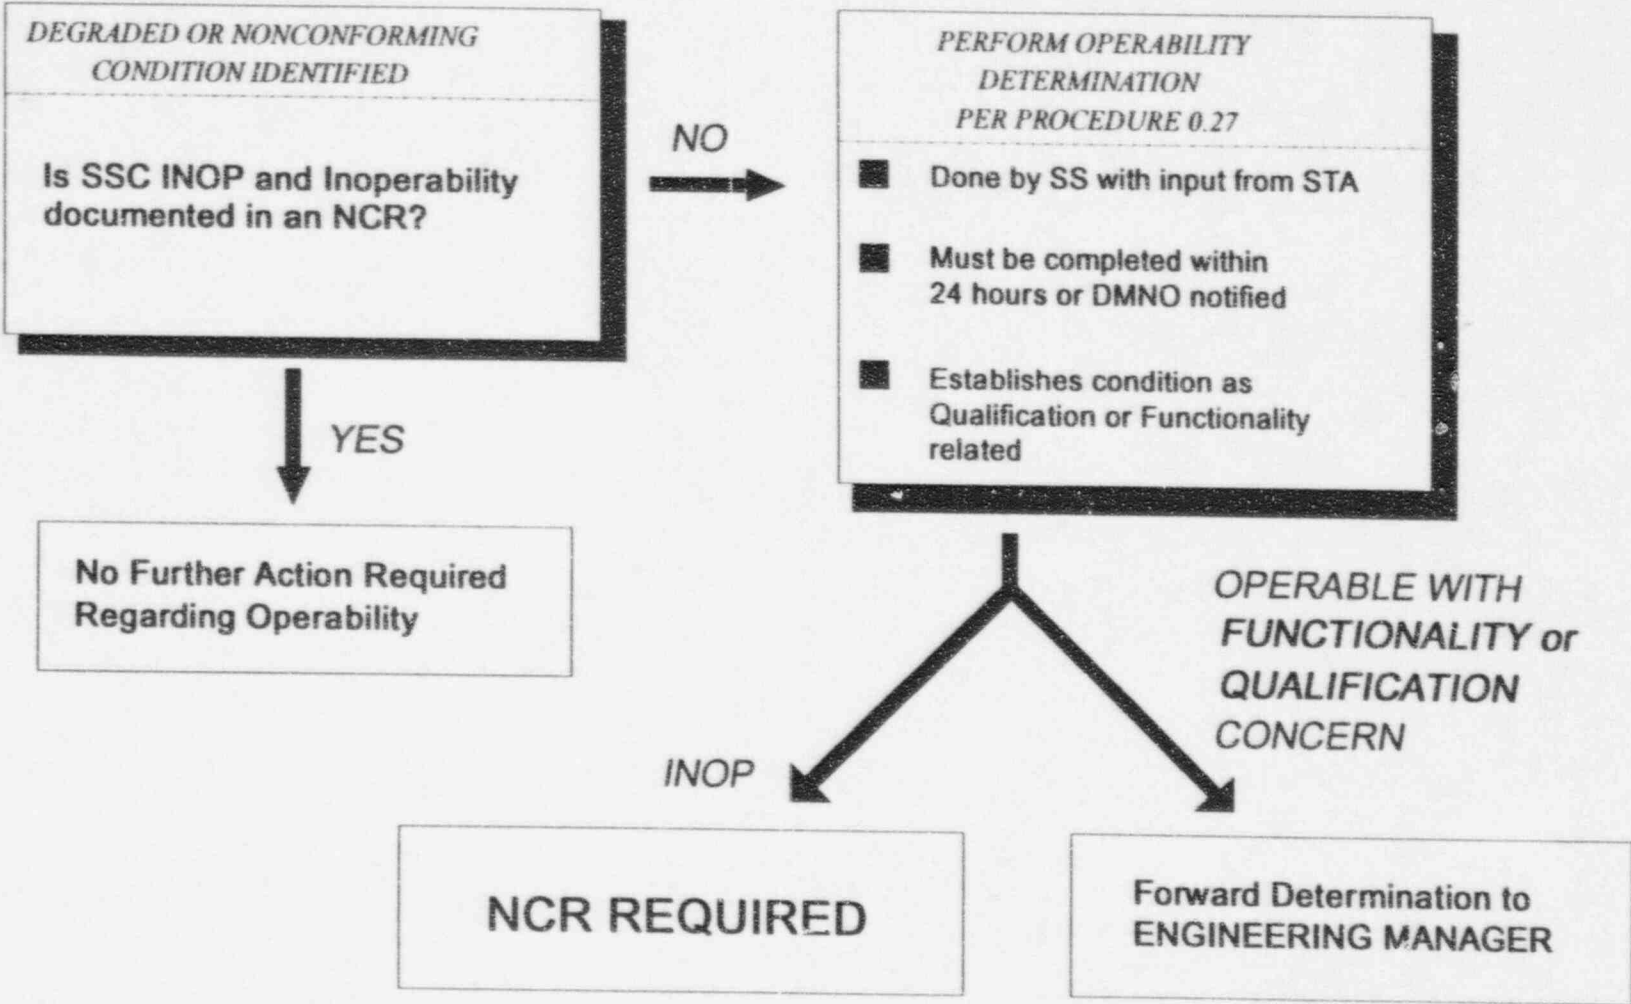 DEGRADED OR NONCONFORMING
CONDITION IDENTIFIED
Is SSC INOP and Inoperability
documented in an NCR?
NO
YES
No Further Action Required
Regarding Operability
PERFORM OPERABILITY
DETERMINATION
PER PROCEDURE 0.27
■ Done by SS with input from STA
■ Must be completed within
24 hours or DMNO notified
■ Establishes condition as
Qualification or Functionality
related
INOP
OPERABLE WITH
FUNCTIONALITY or
QUALIFICATION
CONCERN
NCR REQUIRED
Forward Determination to
ENGINEERING MANAGER